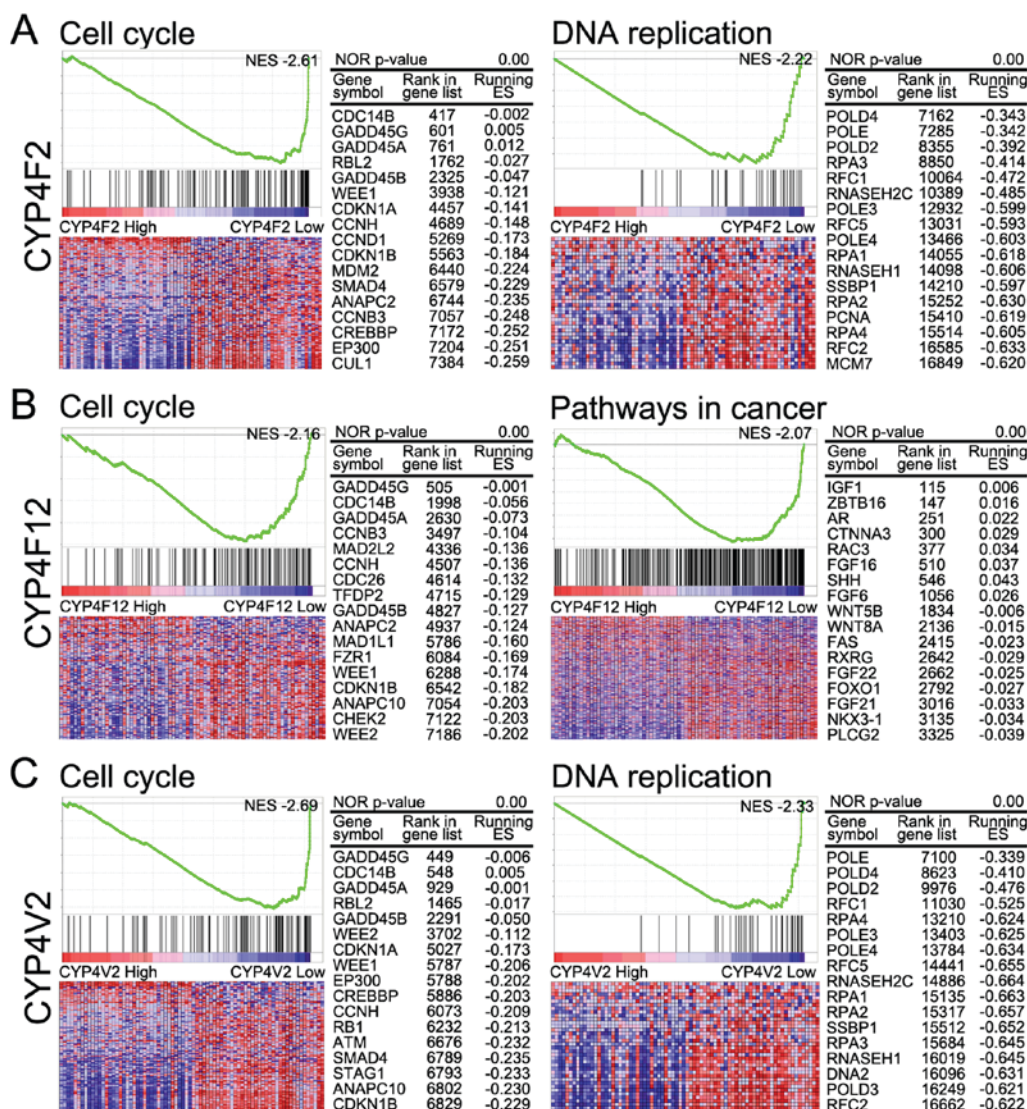 A Cell cycle
NES -2.61
NOR p-value 0.00
Gene symbol Rank in gene list Running ES
CDC14B 417 -0.002
GADD45G 601 0.005
GADD45A 761 0.012
RBL2 1762 -0.027
GADD45B 2325 -0.047
WEE1 3938 -0.121
CDKN1A 4457 -0.141
CCNH 4689 -0.148
CCND1 5269 -0.173
CDKN1B 5563 -0.184
MDM2 6440 -0.224
SMAD4 6579 -0.229
ANAPC2 6744 -0.235
CCNB3 7057 -0.248
CREBBP 7172 -0.252
EP300 7204 -0.251
CUL1 7384 -0.259
CYP4F2
CYP4F2 High CYP4F2 Low
DNA replication
NES -2.22
NOR p-value 0.00
Gene symbol Rank in gene list Running ES
POLD4 7162 -0.343
POLE 7285 -0.342
POLD2 8355 -0.392
RPA3 8850 -0.414
RFC1 10064 -0.472
RNASEH2C 10389 -0.485
POLE3 12932 -0.599
RFC5 13031 -0.593
POLE4 13466 -0.603
RPA1 14055 -0.618
RNASEH1 14098 -0.606
SSBP1 14210 -0.597
RPA2 15252 -0.630
PCNA 15410 -0.619
RPA4 15514 -0.605
RFC2 16585 -0.633
MCM7 16849 -0.620
CYP4F2 High CYP4F2 Low
B Cell cycle
NES -2.16
NOR p-value 0.00
Gene symbol Rank in gene list Running ES
GADD45G 505 -0.001
CDC14B 1998 -0.056
GADD45A 2630 -0.073
CCNB3 3497 -0.104
MAD2L2 4336 -0.136
CCNH 4507 -0.136
CDC26 4614 -0.132
TFDP2 4715 -0.129
GADD45B 4827 -0.127
ANAPC2 4937 -0.124
MAD1L1 5786 -0.160
FZR1 6084 -0.169
WEE1 6288 -0.174
CDKN1B 6542 -0.182
ANAPC10 7054 -0.203
CHEK2 7122 -0.203
WEE2 7186 -0.202
CYP4F12
CYP4F12 High CYP4F12 Low
Pathways in cancer
NES -2.07
NOR p-value 0.00
Gene symbol Rank in gene list Running ES
IGF1 115 0.006
ZBTB16 147 0.016
AR 251 0.022
CTNNA3 300 0.029
RAC3 377 0.034
FGF16 510 0.037
SHH 546 0.043
FGF6 1056 0.026
WNT5B 1834 -0.006
WNT8A 2136 -0.015
FAS 2415 -0.023
RXRG 2642 -0.029
FGF22 2662 -0.025
FOXO1 2792 -0.027
FGF21 3016 -0.033
NKX3-1 3135 -0.034
PLCG2 3325 -0.039
CYP4F12 High CYP4F12 Low
C Cell cycle
NES -2.69
NOR p-value 0.00
Gene symbol Rank in gene list Running ES
GADD45G 449 -0.006
CDC14B 548 0.005
GADD45A 929 -0.001
RBL2 1465 -0.017
GADD45B 2291 -0.050
WEE2 3702 -0.112
CDKN1A 5027 -0.173
WEE1 5787 -0.206
EP300 5788 -0.202
CREBBP 5886 -0.203
CCNH 6073 -0.209
RB1 6232 -0.213
ATM 6676 -0.232
SMAD4 6789 -0.235
STAG1 6793 -0.233
ANAPC10 6802 -0.230
CDKN1B 6829 -0.229
CYP4V2
CYP4V2 High CYP4V2 Low
DNA replication
NES -2.33
NOR p-value 0.00
Gene symbol Rank in gene list Running ES
POLE 7100 -0.339
POLD4 8623 -0.410
POLD2 9976 -0.476
RFC1 11030 -0.525
RPA4 13210 -0.624
POLE3 13403 -0.625
POLE4 13784 -0.634
RFC5 14441 -0.655
RNASEH2C 14886 -0.664
RPA1 15135 -0.663
RPA2 15317 -0.657
SSBP1 15512 -0.652
RPA3 15684 -0.645
RNASEH1 16019 -0.645
DNA2 16096 -0.631
POLD3 16249 -0.621
RFC2 16662 -0.622
CYP4V2 High CYP4V2 Low